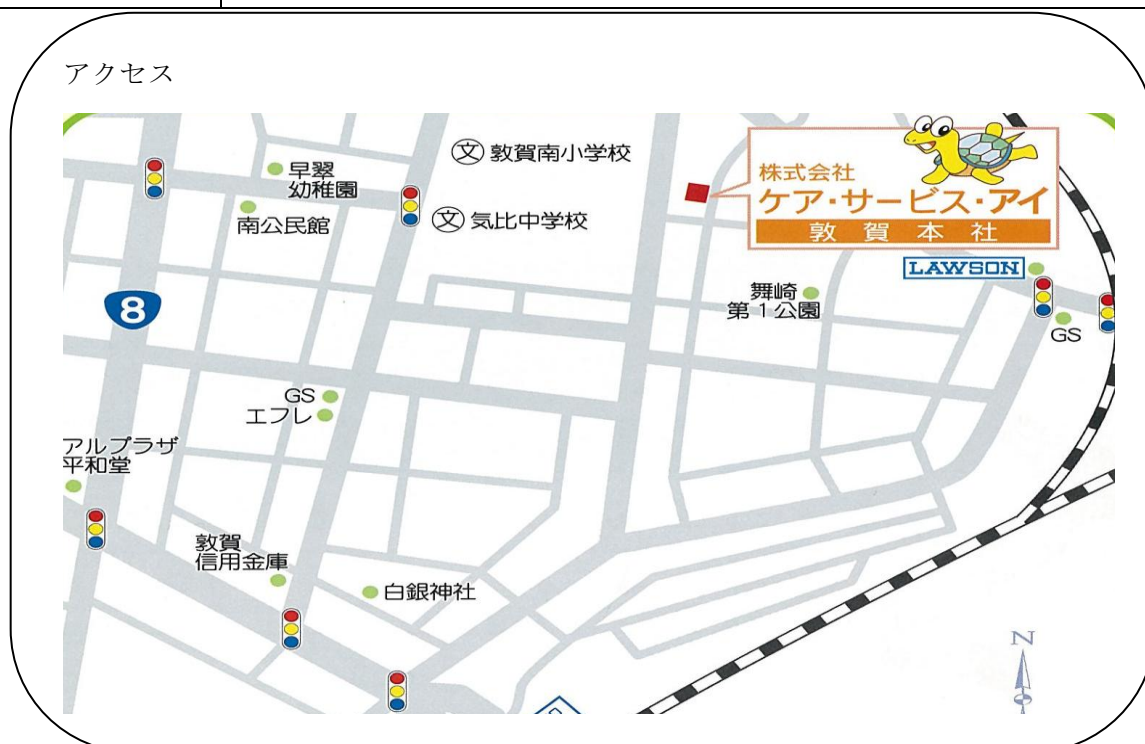 アクセス
文 敦賀南小学校
早翠
幼稚園
南公民館
文 気比中学校
株式会社
ケア・サービス・アイ
敦賀本社
LAWSON
舞崎
第1公園
GS
8
GS
エフレ
アルプラザ
平和堂
敦賀
信用金庫
白銀神社
N